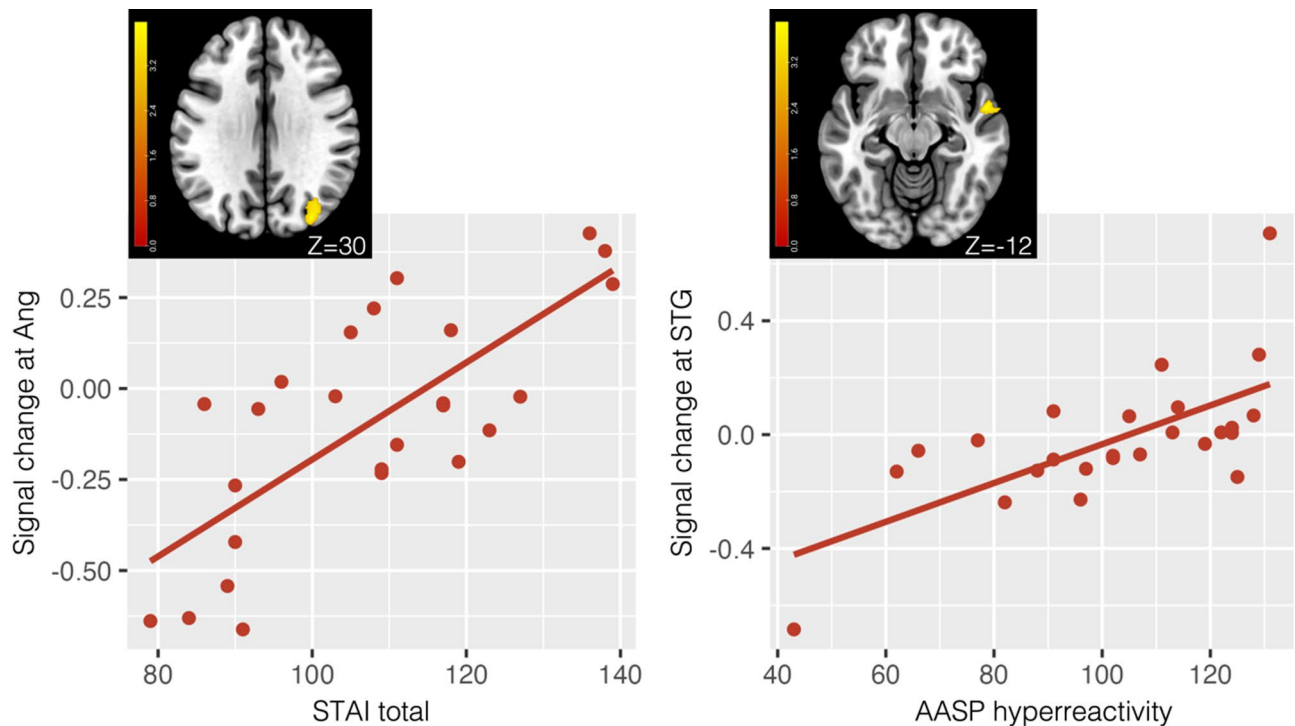 3.2
2.4
1.6
0.8
0.0
Z=30
3.2
2.4
1.6
0.8
0.0
Z=-12
Signal change at Ang
0.25
0.00
-0.25
-0.50
80 100 120 140
STAI total
Signal change at STG
0.4
0.0
-0.4
40 60 80 100 120
AASP hyperreactivity